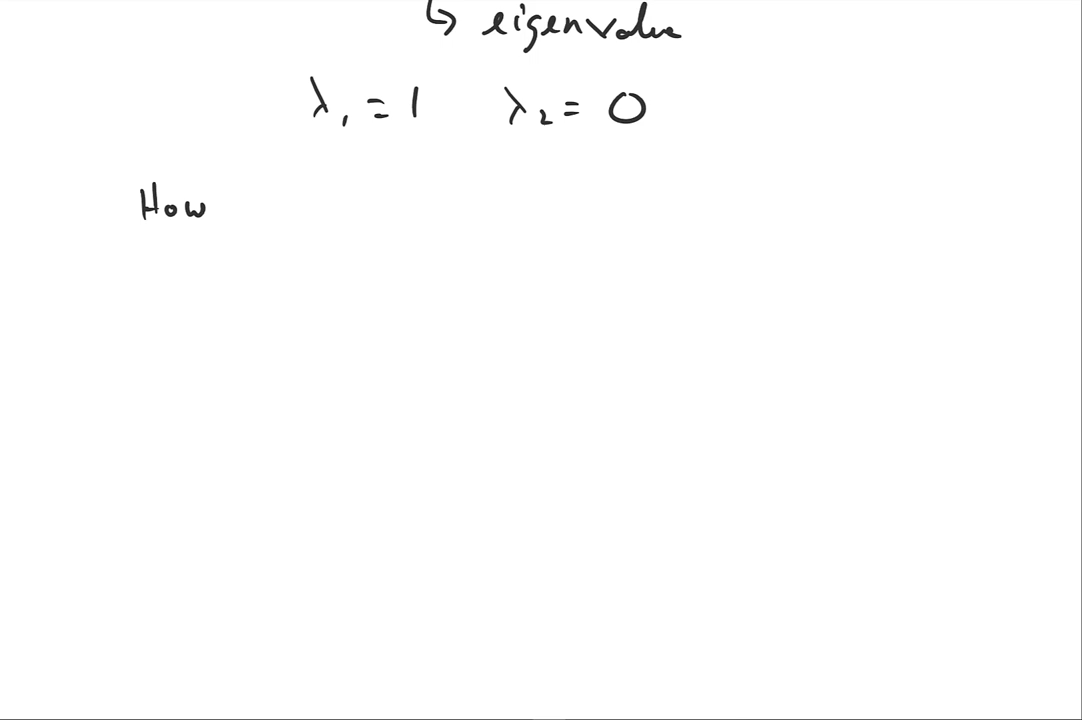 ↳ eigenvalue
λ₁ = 1 λ₂ = 0
How